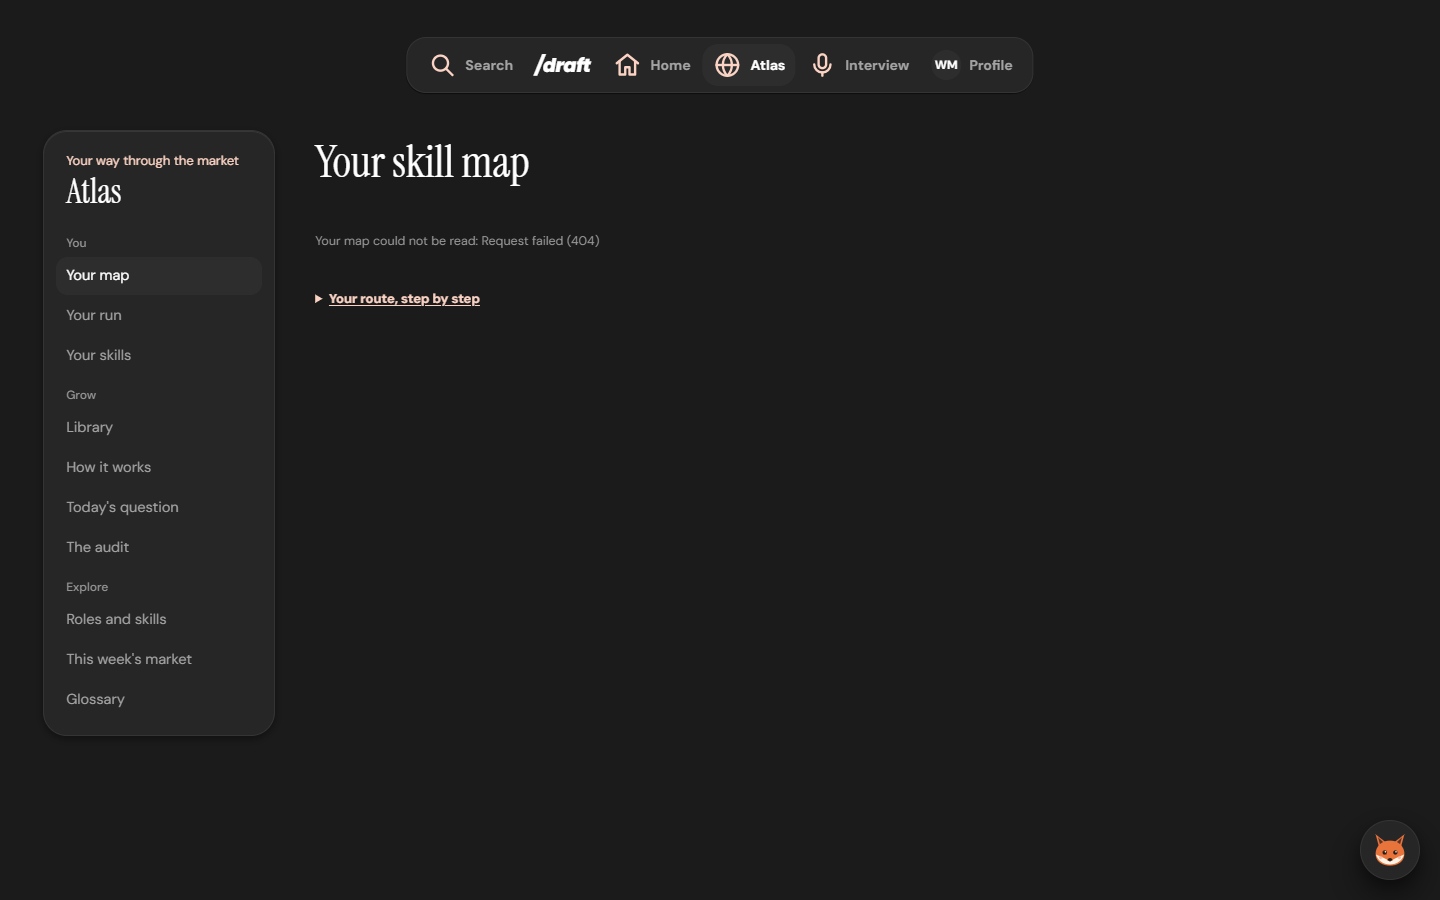 Search
/draft
Home
Atlas
Interview
WM
Profile
Your way through the market
Atlas
You
Your map
Your run
Your skills
Grow
Library
How it works
Today's question
The audit
Explore
Roles and skills
This week's market
Glossary
Your skill map
Your map could not be read: Request failed (404)
Your route, step by step